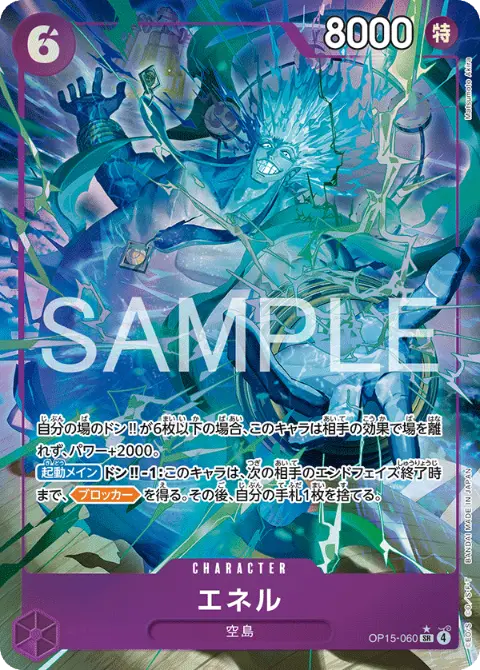 6
8000
特
Matsumoto Akira
SAMPLE
自分の場のドン!!が6枚以下の場合、このキャラは相手の効果で場を離
れず、パワー+2000。
起動メイン ドン!!-1:このキャラは、次の相手のエンドフェイズ終了時
まで、ブロッカー を得る。その後、自分の手札1枚を捨てる。
CHARACTER
エネル
空島
OP15-060 SR 4
BANDAI MADE IN JAPAN